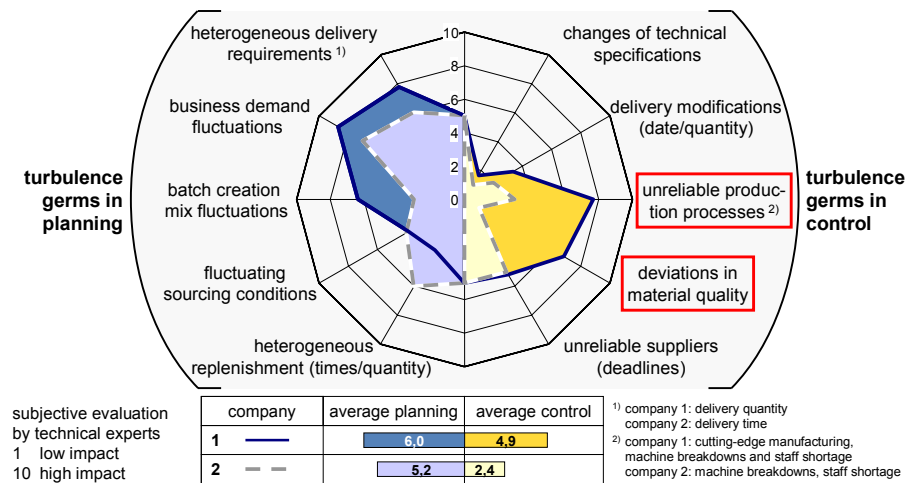 heterogeneous delivery
requirements 1)
changes of technical
specifications
business demand
fluctuations
delivery modifications
(date/quantity)
turbulence
germs in
planning
batch creation
mix fluctuations
unreliable produc-
tion processes 2)
turbulence
germs in
control
fluctuating
sourcing conditions
deviations in
material quality
heterogeneous
replenishment (times/quantity)
unreliable suppliers
(deadlines)
10
8
6
4
2
0
subjective evaluation
by technical experts
1 low impact
10 high impact
company average planning average control
1 6,0 4,9
2 5,2 2,4
1) company 1: delivery quantity
company 2: delivery time
2) company 1: cutting-edge manufacturing,
machine breakdowns and staff shortage
company 2: machine breakdowns, staff shortage